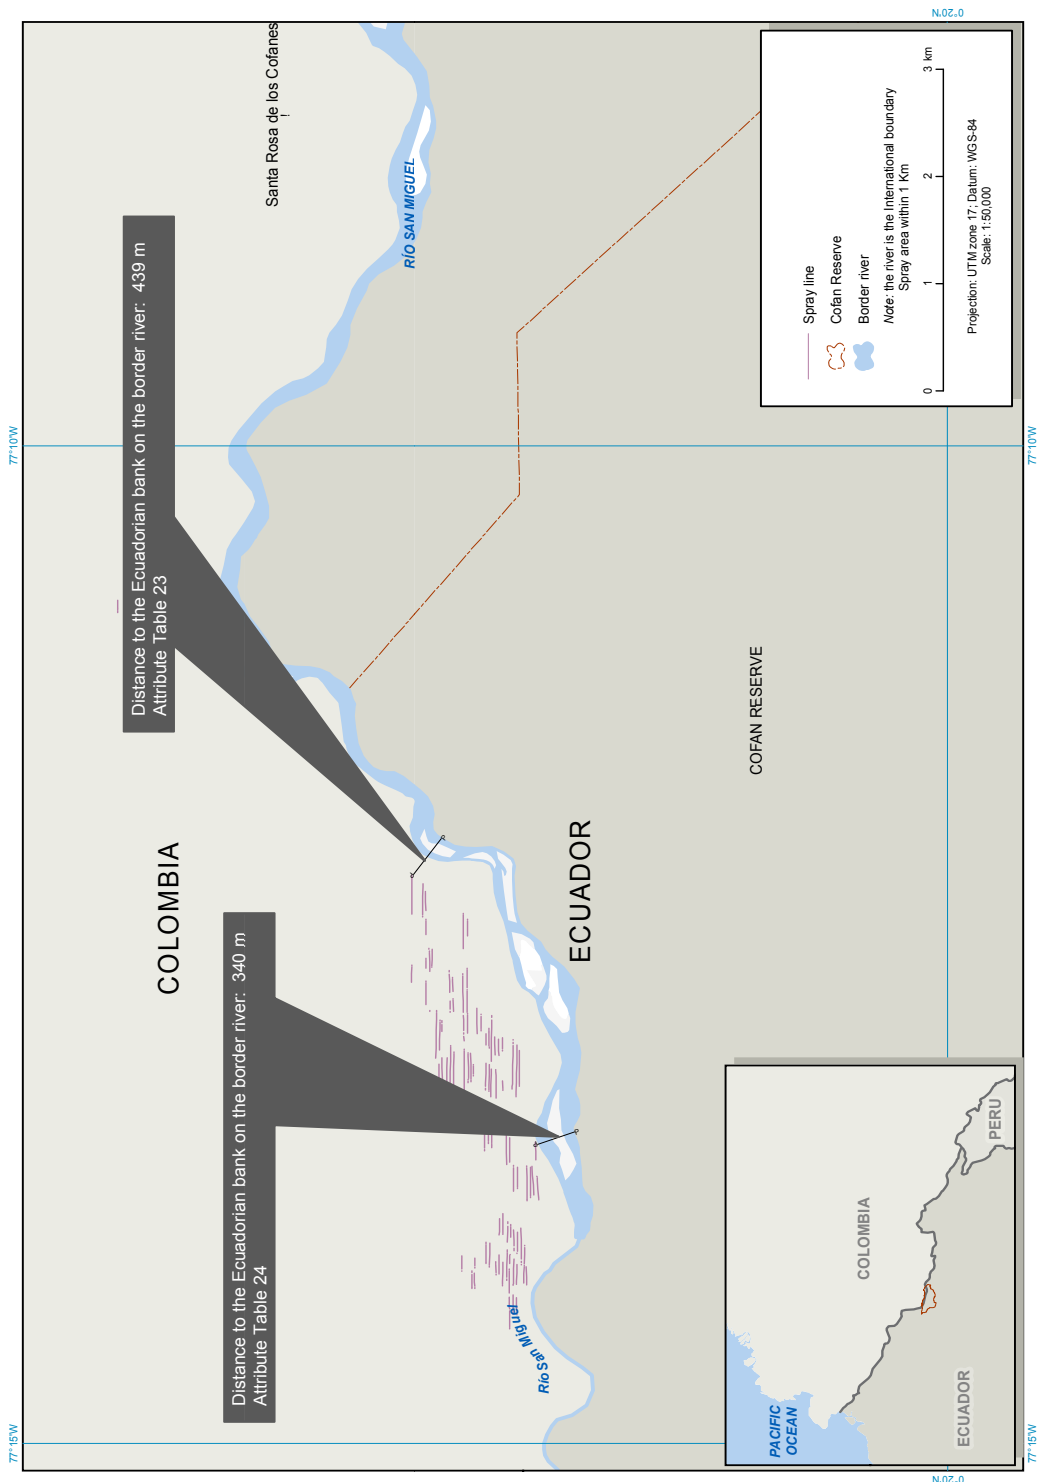 77°15'W
77°10'W
Distance to the Ecuadorian bank on the border river: 340 m
Attribute Table 24
Distance to the Ecuadorian bank on the border river: 439 m
Attribute Table 23
COLOMBIA
Santa Rosa de los Cofanes
RÍO SAN MIGUEL
Río San Miguel
ECUADOR
COFAN RESERVE
PACIFIC
OCEAN
COLOMBIA
ECUADOR
PERU
Spray line
Cofan Reserve
Border river
Note: the river is the International boundary
Spray area within 1 Km
0 1 2 3 km
Projection: UTM zone 17; Datum: WGS-84
Scale: 1:50,000
0°20'N
0°20'N
77°15'W
77°10'W